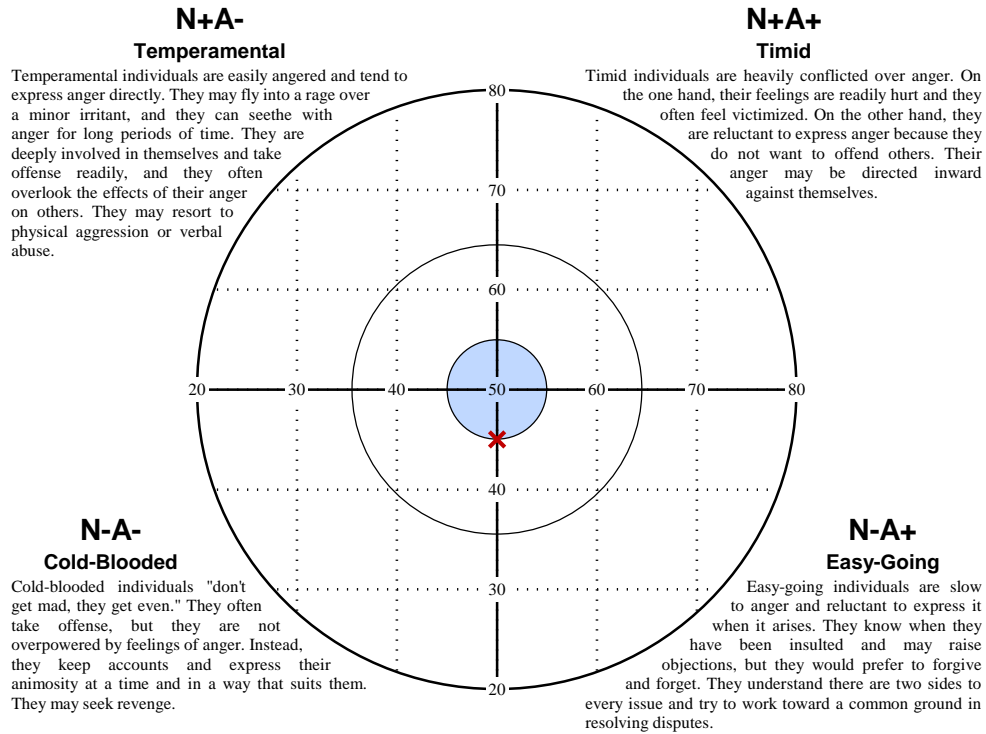 N+A-
Temperamental
Temperamental individuals are easily angered and tend to
express anger directly. They may fly into a rage over
a minor irritant, and they can seethe with
anger for long periods of time. They are
deeply involved in themselves and take
offense readily, and they often
overlook the effects of their anger
on others. They may resort to
physical aggression or verbal
abuse.
N+A+
Timid
Timid individuals are heavily conflicted over anger. On
the one hand, their feelings are readily hurt and they
often feel victimized. On the other hand, they
are reluctant to express anger because they
do not want to offend others. Their
anger may be directed inward
against themselves.
80
70
60
20 30 40 50 60 70 80
40
30
20
N-A-
Cold-Blooded
Cold-blooded individuals "don't
get mad, they get even." They often
take offense, but they are not
overpowered by feelings of anger. Instead,
they keep accounts and express their
animosity at a time and in a way that suits them.
They may seek revenge.
N-A+
Easy-Going
Easy-going individuals are slow
to anger and reluctant to express it
when it arises. They know when they
have been insulted and may raise
objections, but they would prefer to forgive
and forget. They understand there are two sides to
every issue and try to work toward a common ground in
resolving disputes.